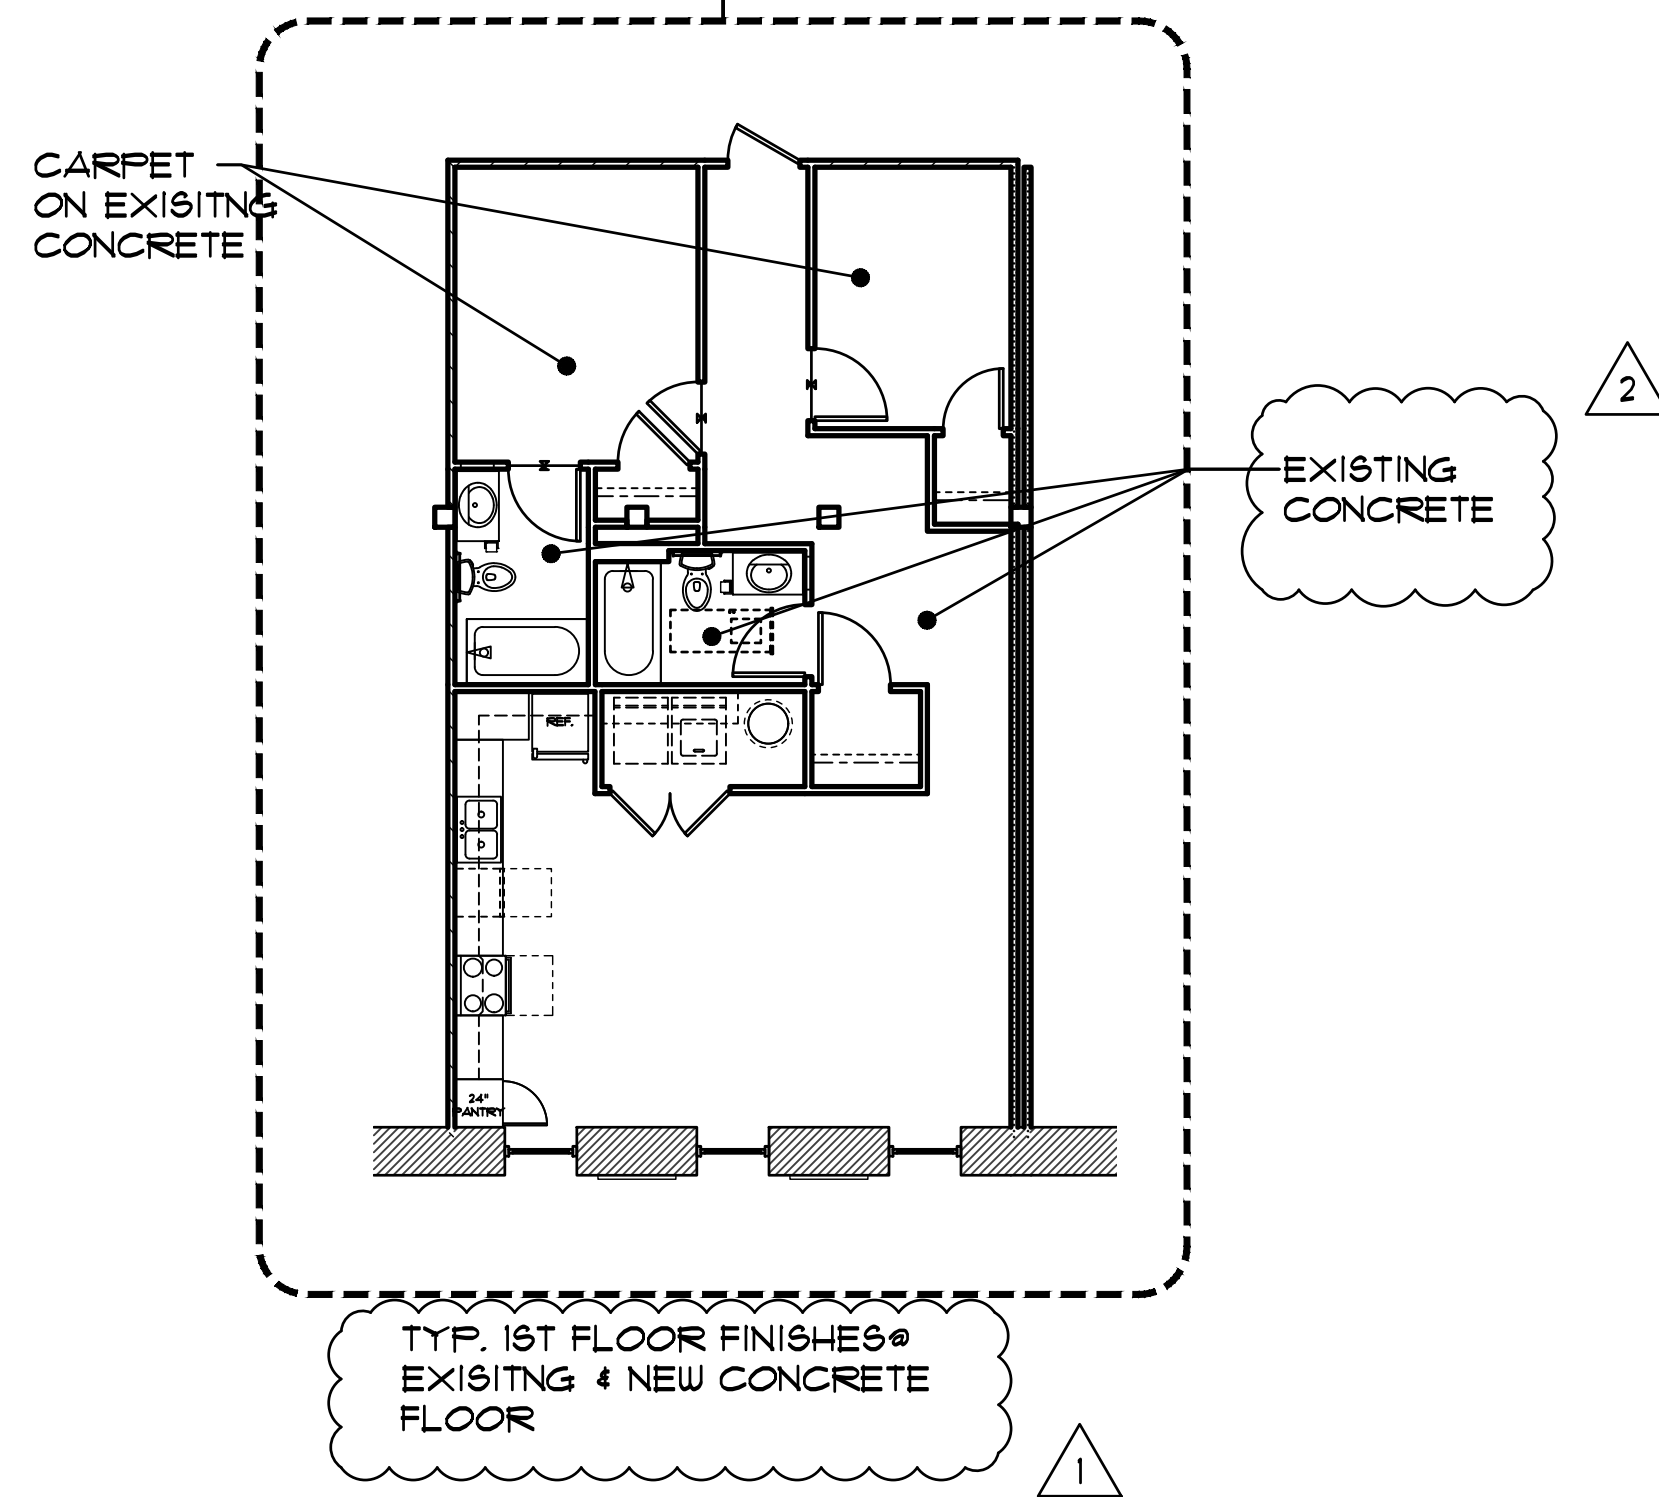 CARPET
ON EXISITNG
CONCRETE
2
EXISTING
CONCRETE
REF.
24"
PANTRY
TYP. 1ST FLOOR FINISHES@
EXISITNG & NEW CONCRETE
FLOOR
1